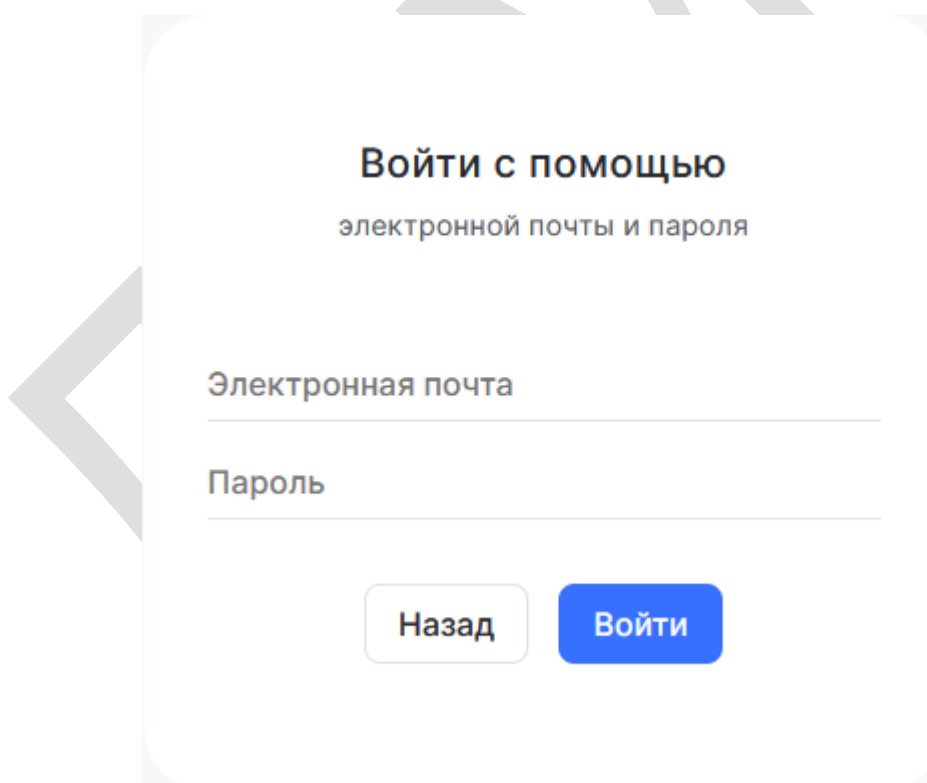 Войти с помощью
электронной почты и пароля
Электронная почта
Пароль
Назад Войти